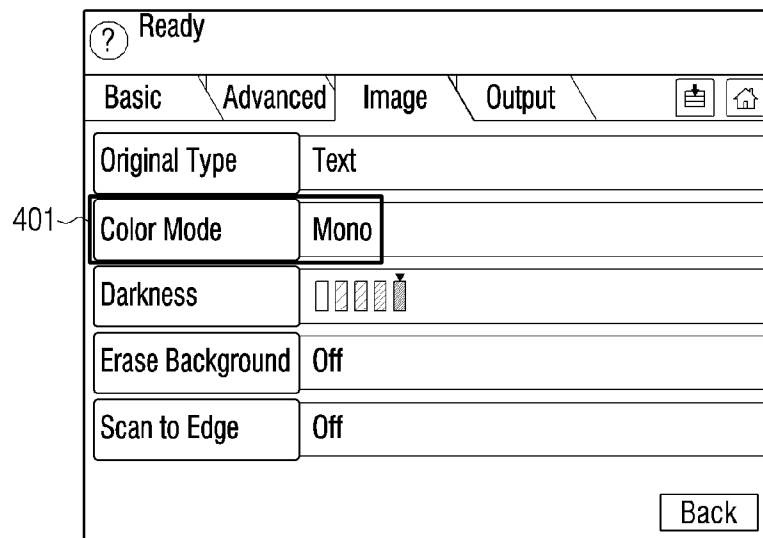 ? Ready
Basic Advanced Image Output
Original Type Text
401 Color Mode Mono
Darkness
Erase Background Off
Scan to Edge Off
Back